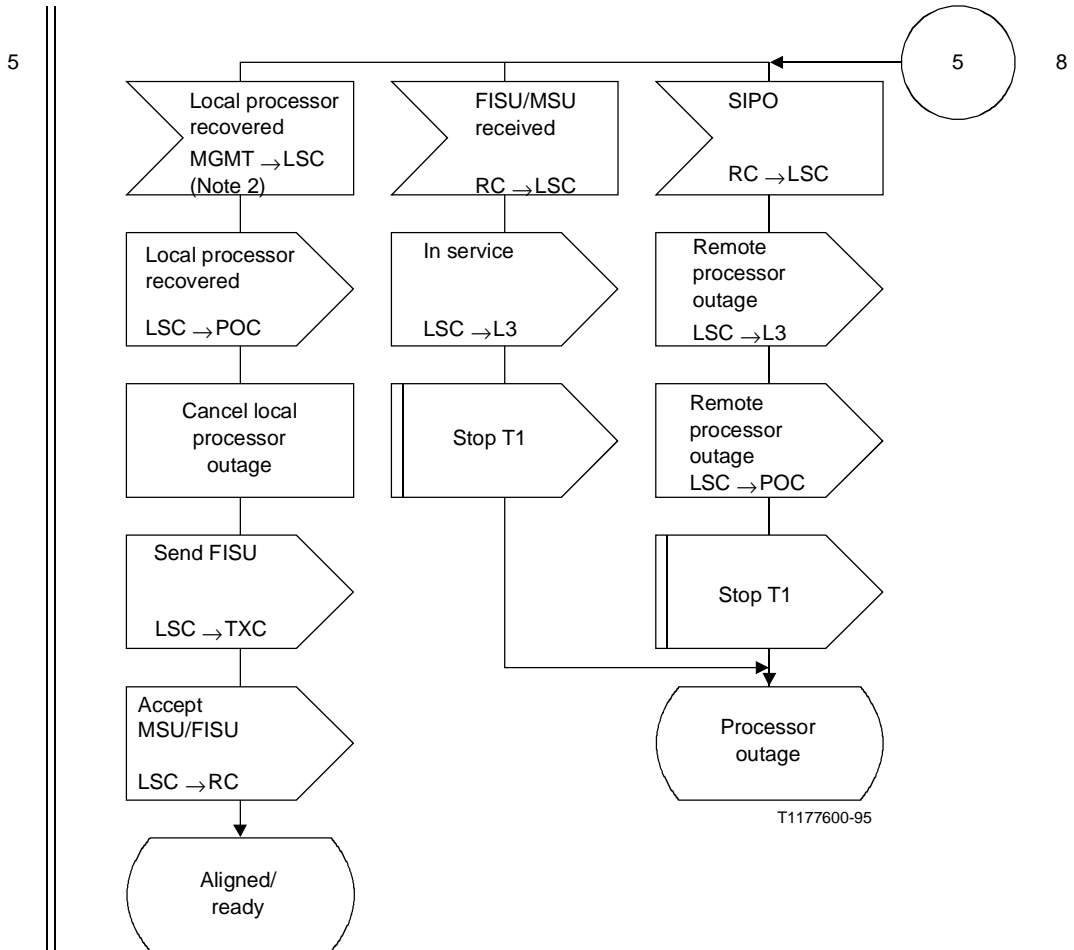 5
5
8
Local processor
recovered
MGMT → LSC
(Note 2)
FISU/MSU
received
RC → LSC
SIPO
RC → LSC
Local processor
recovered
LSC → POC
In service
LSC → L3
Remote
processor
outage
LSC → L3
Cancel local
processor
outage
Stop T1
Remote
processor
outage
LSC → POC
Send FISU
LSC → TXC
Stop T1
Accept
MSU/FISU
LSC → RC
Processor
outage
T1177600-95
Aligned/
ready